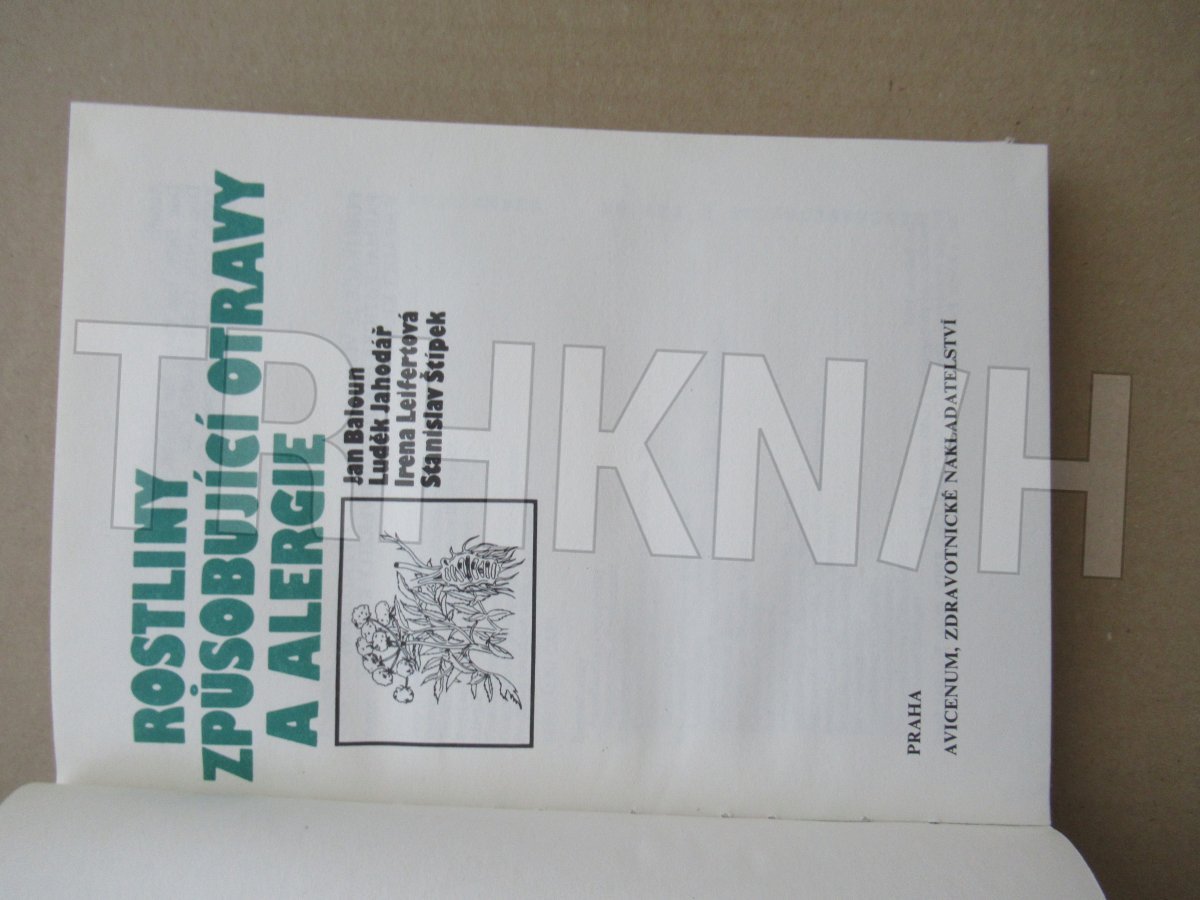 ROSTLINY
ZPŮSOBUJÍCÍ OTRAVY
A ALERGIE
Jan Baloun
Luděk Jahodář
Irena Leifertová
Stanislav Štípek
PRAHA
AVICENUM, ZDRAVOTNICKÉ NAKLADATELSTVÍ
TRHKNIH